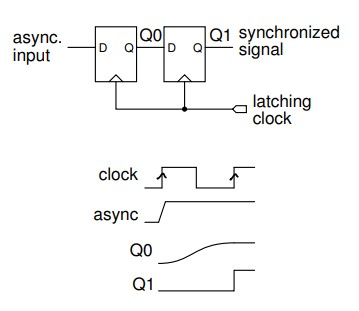 async. input
D Q
Q0
D Q
Q1
synchronized signal
latching clock
clock
async
Q0
Q1